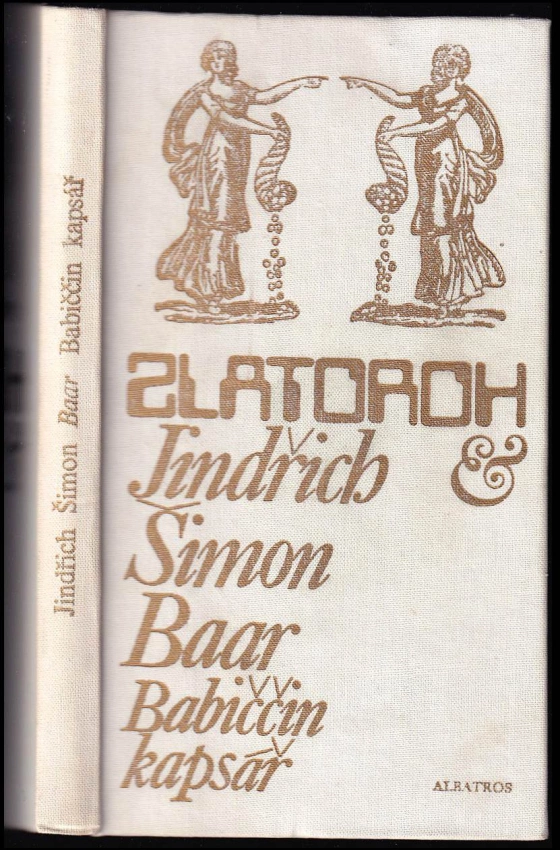 Jindřich Šimon Baar Babiččin kapsář
ZLATOROH
Jindřich &
Šimon
Baar
Babiččin
kapsář
ALBATROS